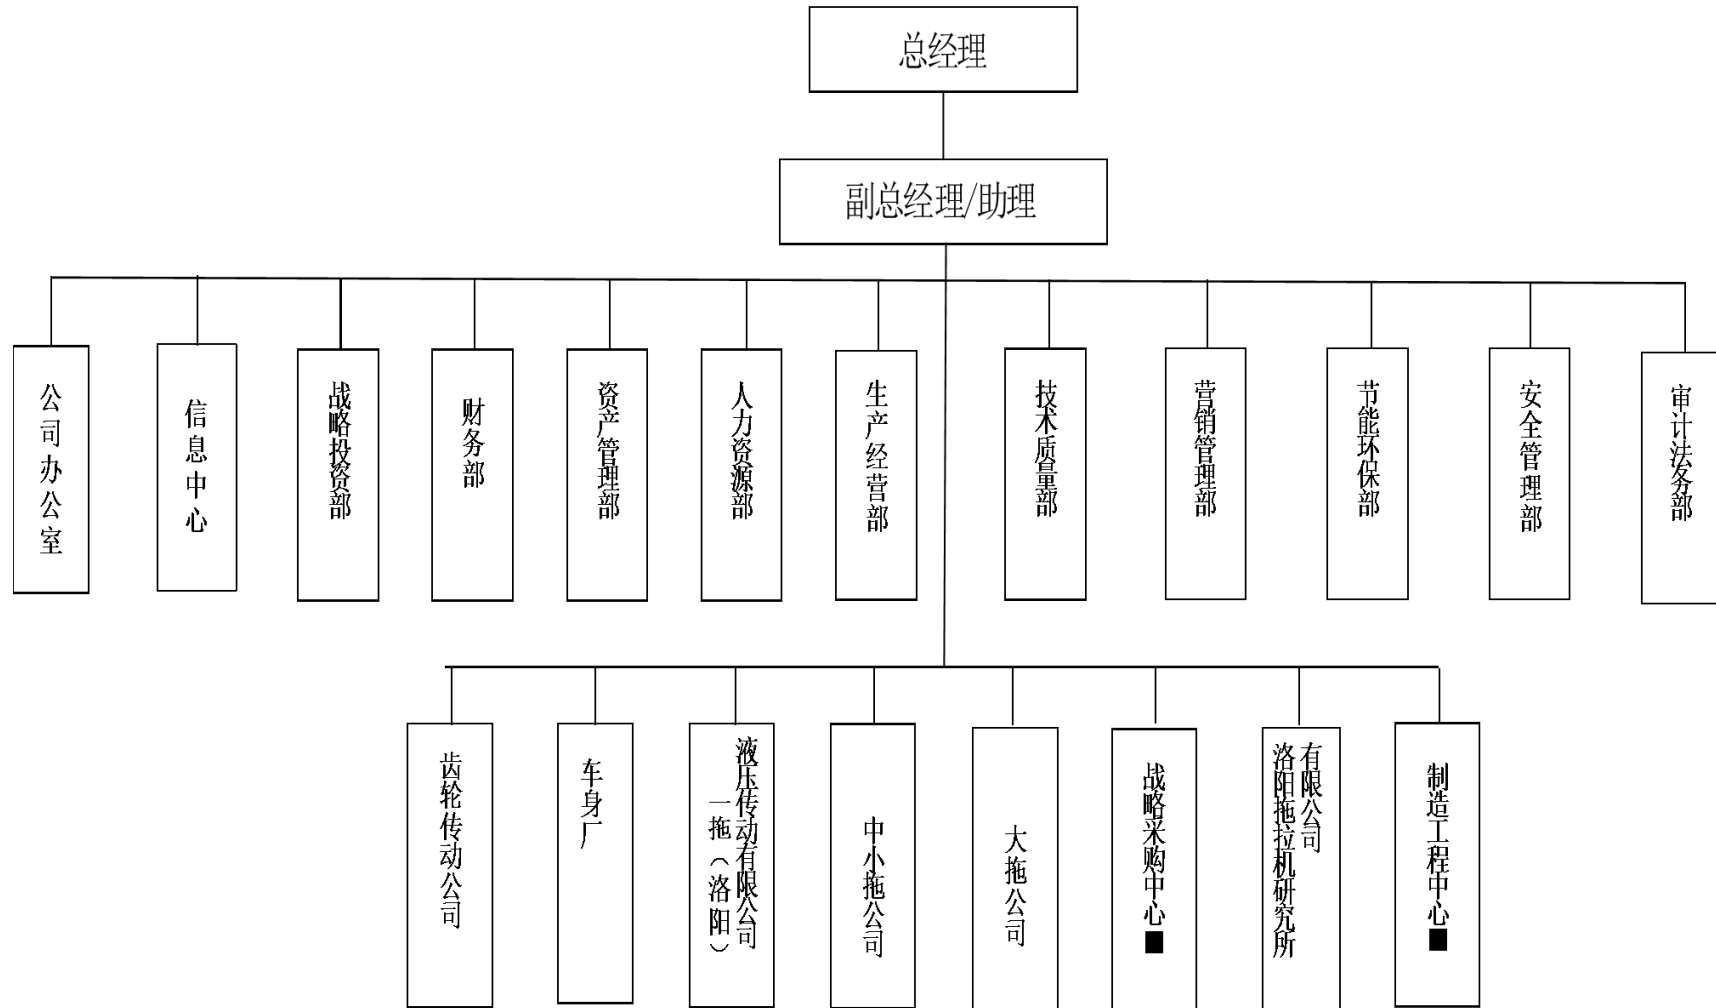 总经理
副总经理/助理
公司办公室
信息中心
战略投资部
财务部
资产管理部
人力资源部
生产经营部
技术质量部
营销管理部
节能环保部
安全管理部
审计法务部
齿轮传动公司
车身厂
一拖（洛阳）
液压传动有限公司
中小拖公司
大拖公司
战略采购中心■
洛阳拖拉机研究所
有限公司
制造工程中心■